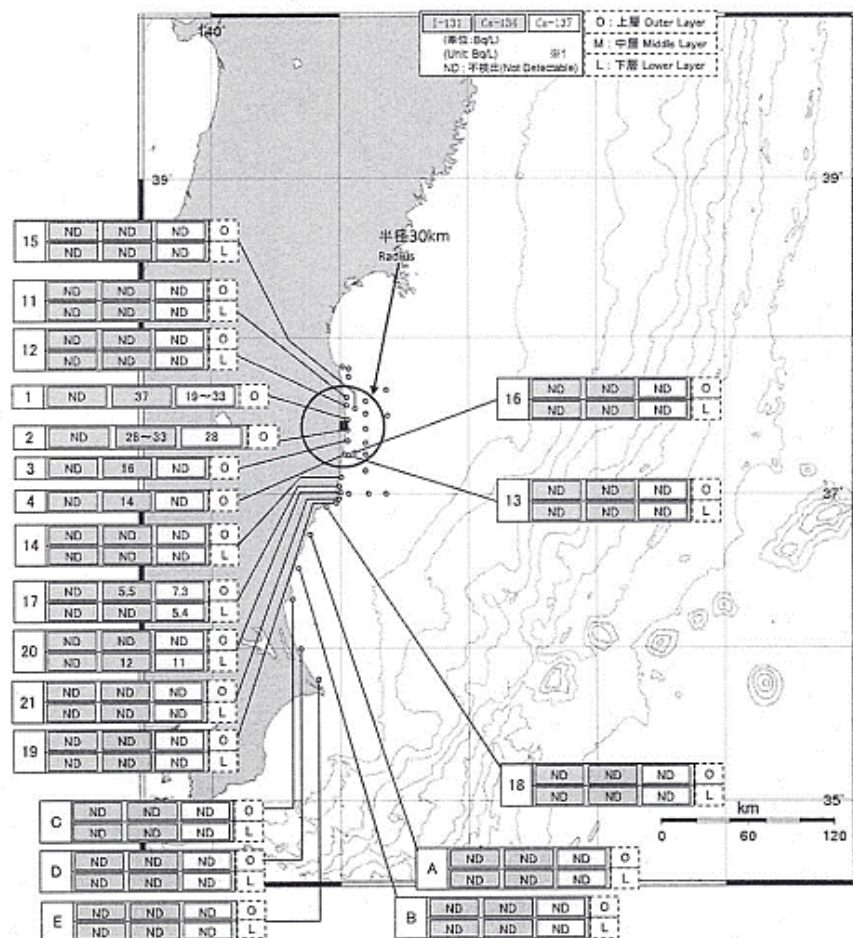 140°
I-131 Cs-134 Cs-137
(単位:Bq/L)
(Unit: Bq/L) ※1
ND : 不検出(Not Detectable)
O : 上層 Outer Layer
M : 中層 Middle Layer
L : 下層 Lower Layer
39° 39°
半径30km
Radius
15 ND ND ND O
ND ND ND L
11 ND ND ND O
ND ND ND L
12 ND ND ND O
ND ND ND L
1 ND 37 19~33 O
2 ND 26~33 28 O
3 ND 16 ND O
4 ND 14 ND O
14 ND ND ND O
ND ND ND L
17 ND 5.5 7.3 O
ND ND 5.4 L
20 ND ND ND O
ND 12 11 L
21 ND ND ND O
ND ND ND L
19 ND ND ND O
ND ND ND L
16 ND ND ND O
ND ND ND L
37°
13 ND ND ND O
ND ND ND L
18 ND ND ND O
ND ND ND L
35°
km
0 60 120
C ND ND ND O
ND ND ND L
D ND ND ND O
ND ND ND L
E ND ND ND O
ND ND ND L
A ND ND ND O
ND ND ND L
B ND ND ND O
ND ND ND L